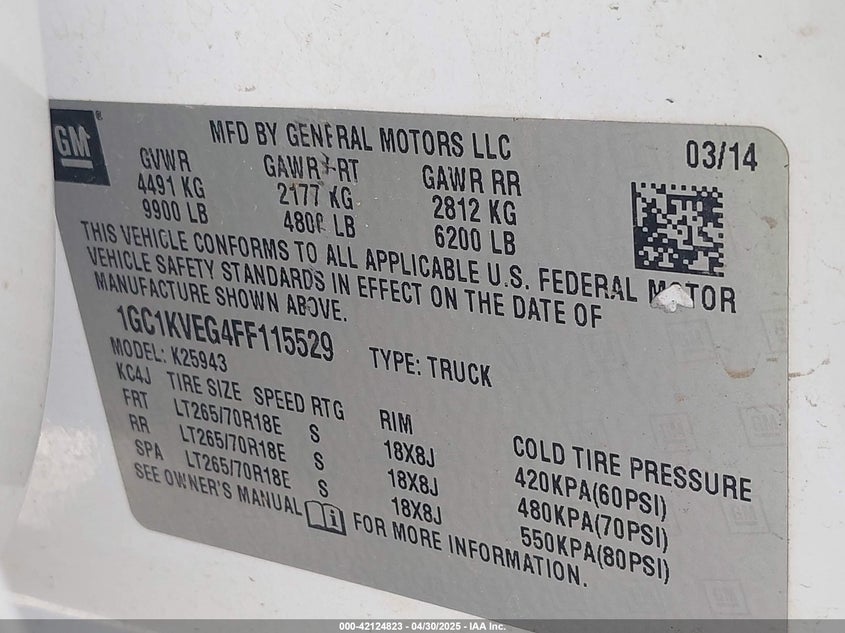 GM
MFD BY GENERAL MOTORS LLC 03/14
GVWR GAWR FRT GAWR RR
4491 KG 2177 KG 2812 KG
9900 LB 4800 LB 6200 LB
THIS VEHICLE CONFORMS TO ALL APPLICABLE U.S. FEDERAL MOTOR
VEHICLE SAFETY STANDARDS IN EFFECT ON THE DATE OF
MANUFACTURE SHOWN ABOVE.
1GC1KVEG4FF115529 TYPE: TRUCK
MODEL: K25943
KC4J TIRE SIZE SPEED RTG RIM COLD TIRE PRESSURE
FRT LT265/70R18E S 18X8J 420KPA(60PSI)
RR LT265/70R18E S 18X8J 480KPA(70PSI)
SPA LT265/70R18E S 18X8J 550KPA(80PSI)
SEE OWNER'S MANUAL FOR MORE INFORMATION.
000-42124823 - 04/30/2025 - IAA Inc.